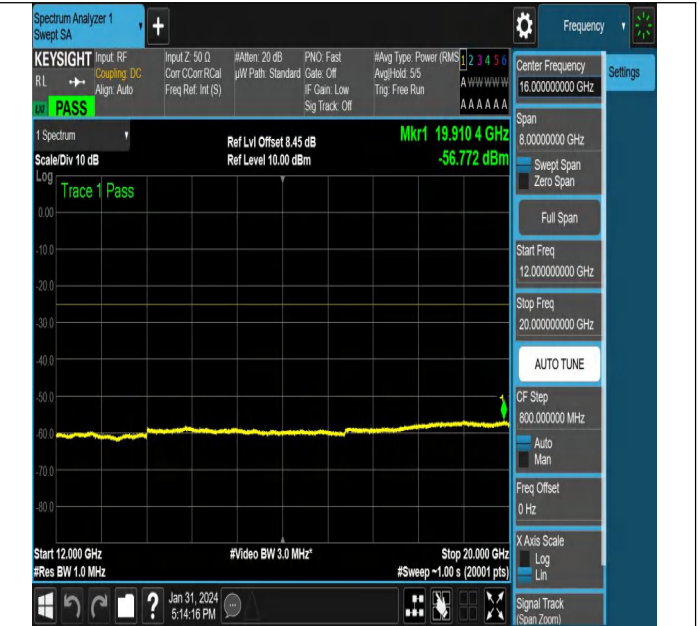 Spectrum Analyzer 1
Swept SA
+
Frequency
KEYSIGHT
RL
Input: RF
Coupling: DC
Align: Auto
Input Z: 50 Ω
Corr CCorr RCal
Freq Ref: Int (S)
#Atten: 20 dB
µW Path: Standard
PNO: Fast
Gate: Off
IF Gain: Low
Sig Track: Off
#Avg Type: Power (RMS
Avg|Hold: 5/5
Trig: Free Run
1 2 3 4 5 6
A W W W W W
A A A A A A
PASS
1 Spectrum
Scale/Div 10 dB
Ref Lvl Offset 8.45 dB
Ref Level 10.00 dBm
Mkr1 19.910 4 GHz
-56.772 dBm
Log
Trace 1 Pass
0.00
-10.0
-20.0
-30.0
-40.0
-50.0
-60.0
-70.0
-80.0
1
Start 12.000 GHz
#Res BW 1.0 MHz
#Video BW 3.0 MHz*
Stop 20.000 GHz
#Sweep ~1.00 s (20001 pts)
Center Frequency
16.000000000 GHz
Settings
Span
8.00000000 GHz
Swept Span
Zero Span
Full Span
Start Freq
12.000000000 GHz
Stop Freq
20.000000000 GHz
AUTO TUNE
CF Step
800.000000 MHz
Auto
Man
Freq Offset
0 Hz
X Axis Scale
Log
Lin
Signal Track
(Span Zoom)
?
Jan 31, 2024
5:14:16 PM